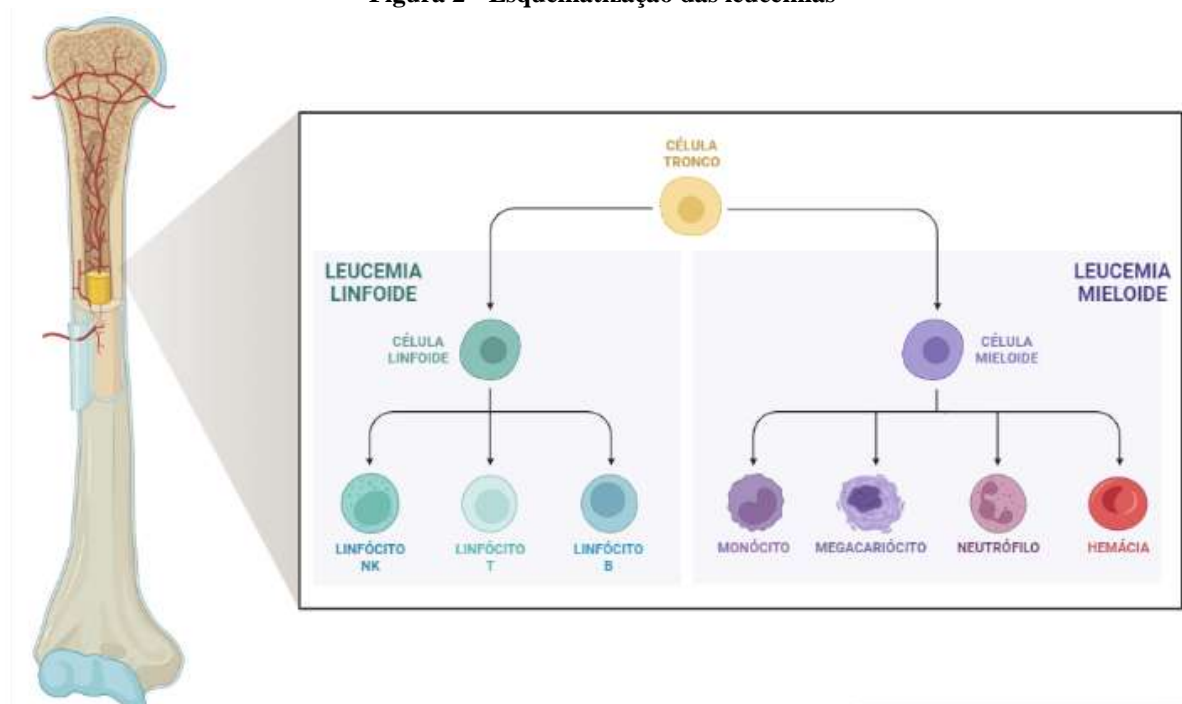 Figura 2 - Esquematização das leucemias
CÉLULA
TRONCO
LEUCEMIA
LINFOIDE
LEUCEMIA
MIELOIDE
CÉLULA
LINFOIDE
CÉLULA
MIELOIDE
LINFÓCITO
NK
LINFÓCITO
T
LINFÓCITO
B
MONÓCITO
MEGACARIÓCITO
NEUTRÓFILO
HEMÁCIA